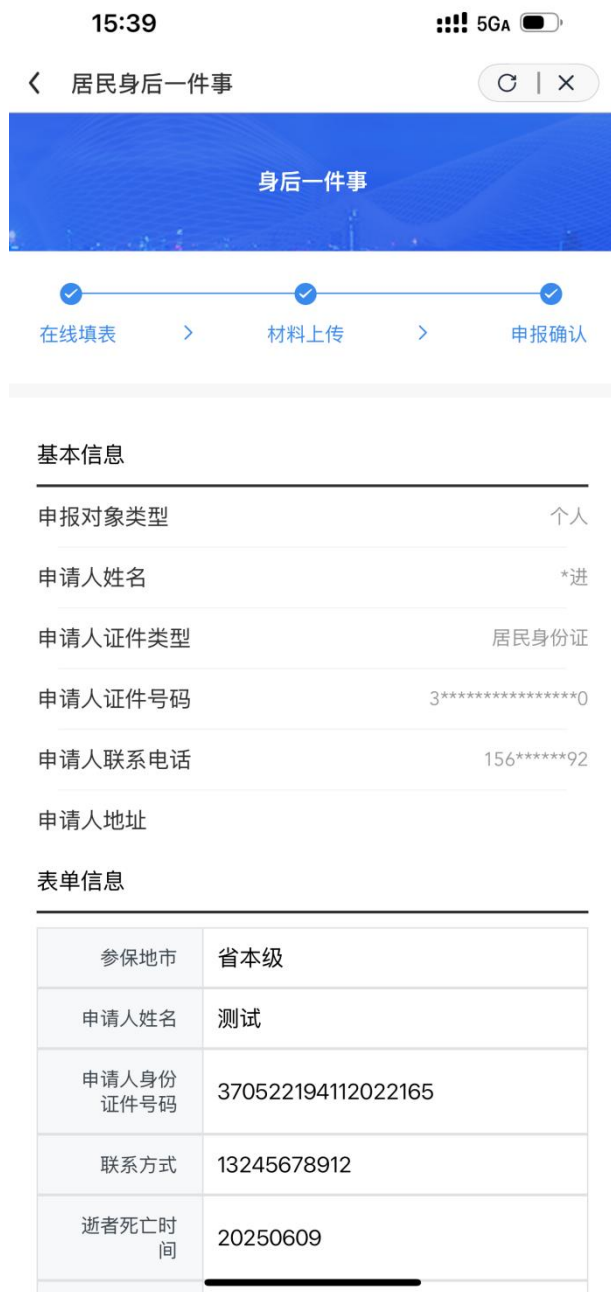 15:39
5GA
居民身后一件事
身后一件事
在线填表 > 材料上传 > 申报确认
基本信息
申报对象类型 个人
申请人姓名 *进
申请人证件类型 居民身份证
申请人证件号码 3****************0
申请人联系电话 156******92
申请人地址
表单信息
参保地市 省本级
申请人姓名 测试
申请人身份
证件号码 370522194112022165
联系方式 13245678912
逝者死亡时
间 20250609